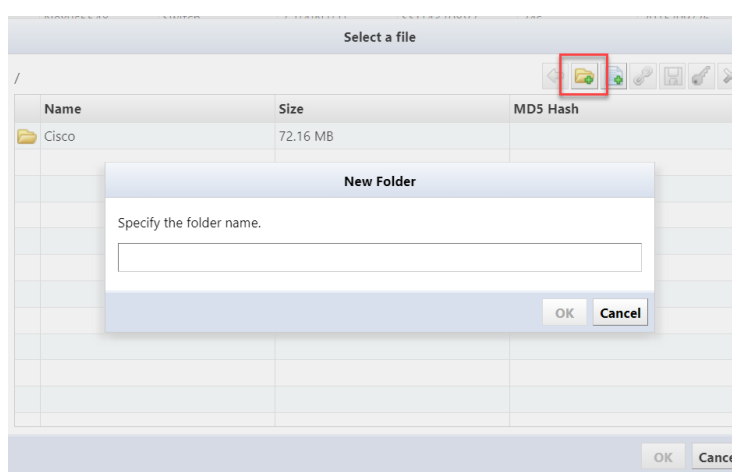 Select a file
/
Name Size MD5 Hash
Cisco 72.16 MB
New Folder
Specify the folder name.
OK Cancel
OK Cance